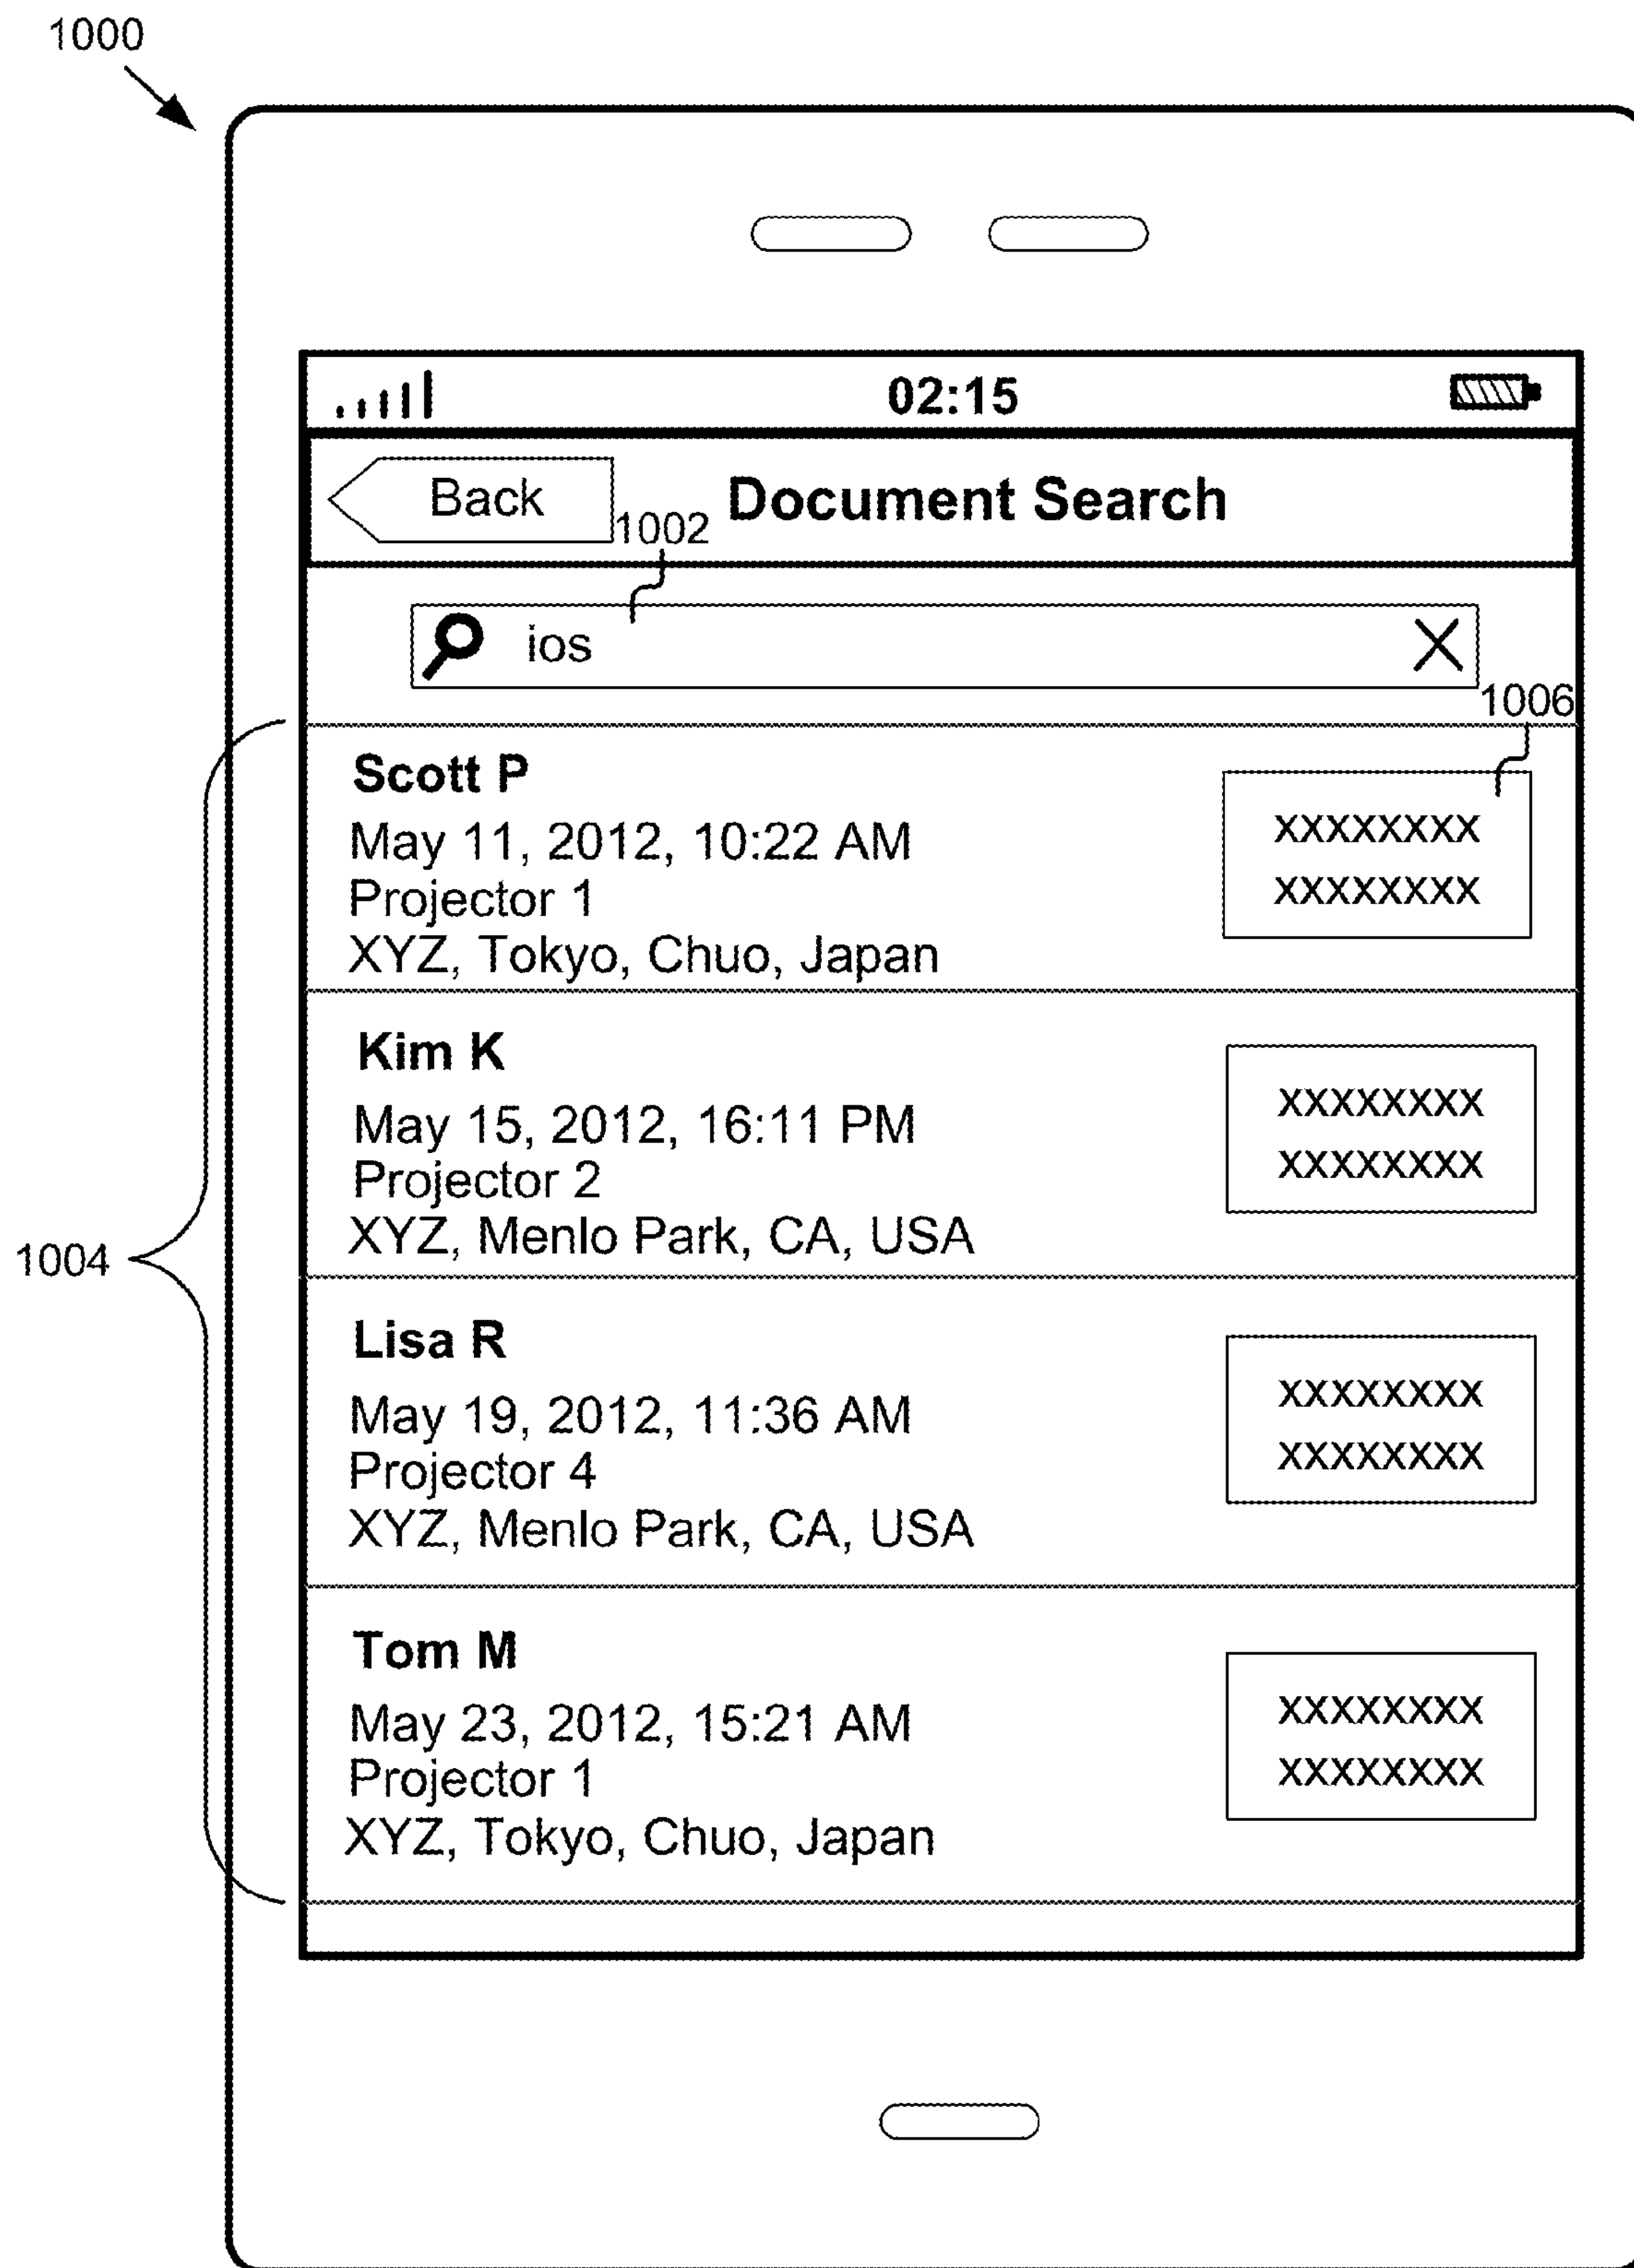 1000
02:15
Back
Document Search
1002
ios
1006
Scott P
May 11, 2012, 10:22 AM
Projector 1
XYZ, Tokyo, Chuo, Japan
xxxxxxxx
xxxxxxxx
Kim K
May 15, 2012, 16:11 PM
Projector 2
XYZ, Menlo Park, CA, USA
xxxxxxxx
xxxxxxxx
1004
Lisa R
May 19, 2012, 11:36 AM
Projector 4
XYZ, Menlo Park, CA, USA
xxxxxxxx
xxxxxxxx
Tom M
May 23, 2012, 15:21 AM
Projector 1
XYZ, Tokyo, Chuo, Japan
xxxxxxxx
xxxxxxxx